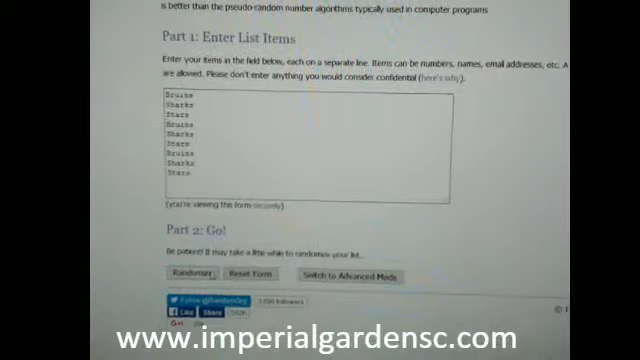 is better than the pseudo-random number algorithms typically used in computer programs
Part 1: Enter List Items
Enter your items in the field below, each on a separate line. Items can be numbers, names, email addresses, etc. A
are allowed. Please don't enter anything you would consider confidential (here's why).
Bruins
Sharks
Stars
Bruins
Sharks
Stars
Bruins
Sharks
Stars
(you're viewing this form securely)
Part 2: Go!
Be patient! It may take a little while to randomize your list.
Randomize Reset Form Switch to Advanced Mode
Follow @RandomOrg followers
Like Share
www.imperialgardensc.com